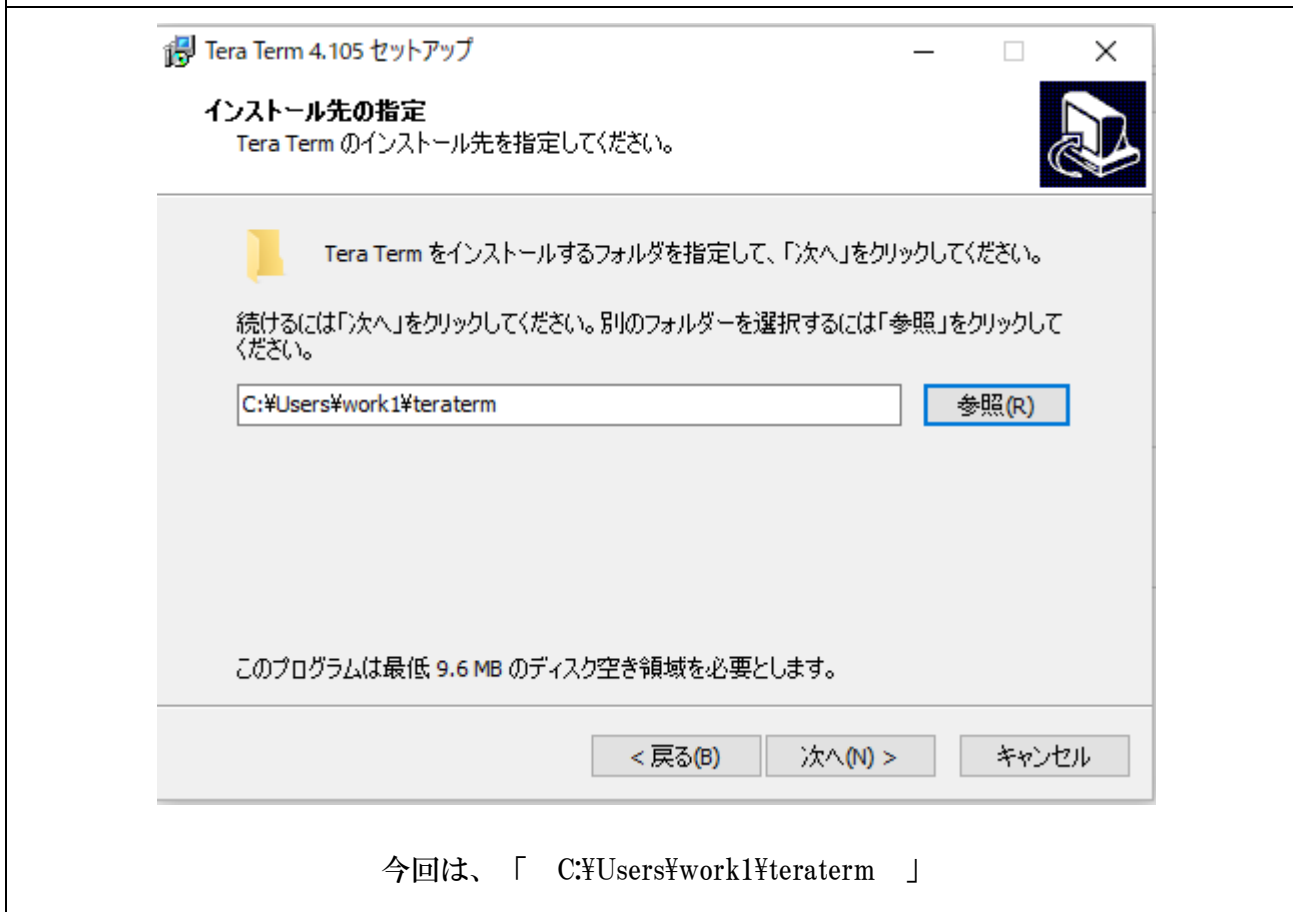 Tera Term 4.105 セットアップ
インストール先の指定
Tera Term のインストール先を指定してください。
Tera Term をインストールするフォルダを指定して、「次へ」をクリックしてください。
続けるには「次へ」をクリックしてください。別のフォルダーを選択するには「参照」をクリックして
ください。
C:¥Users¥work1¥teraterm
参照(R)
このプログラムは最低 9.6 MB のディスク空き領域を必要とします。
< 戻る(B)
次へ(N) >
キャンセル
今回は、「　C:¥Users¥work1¥teraterm　」